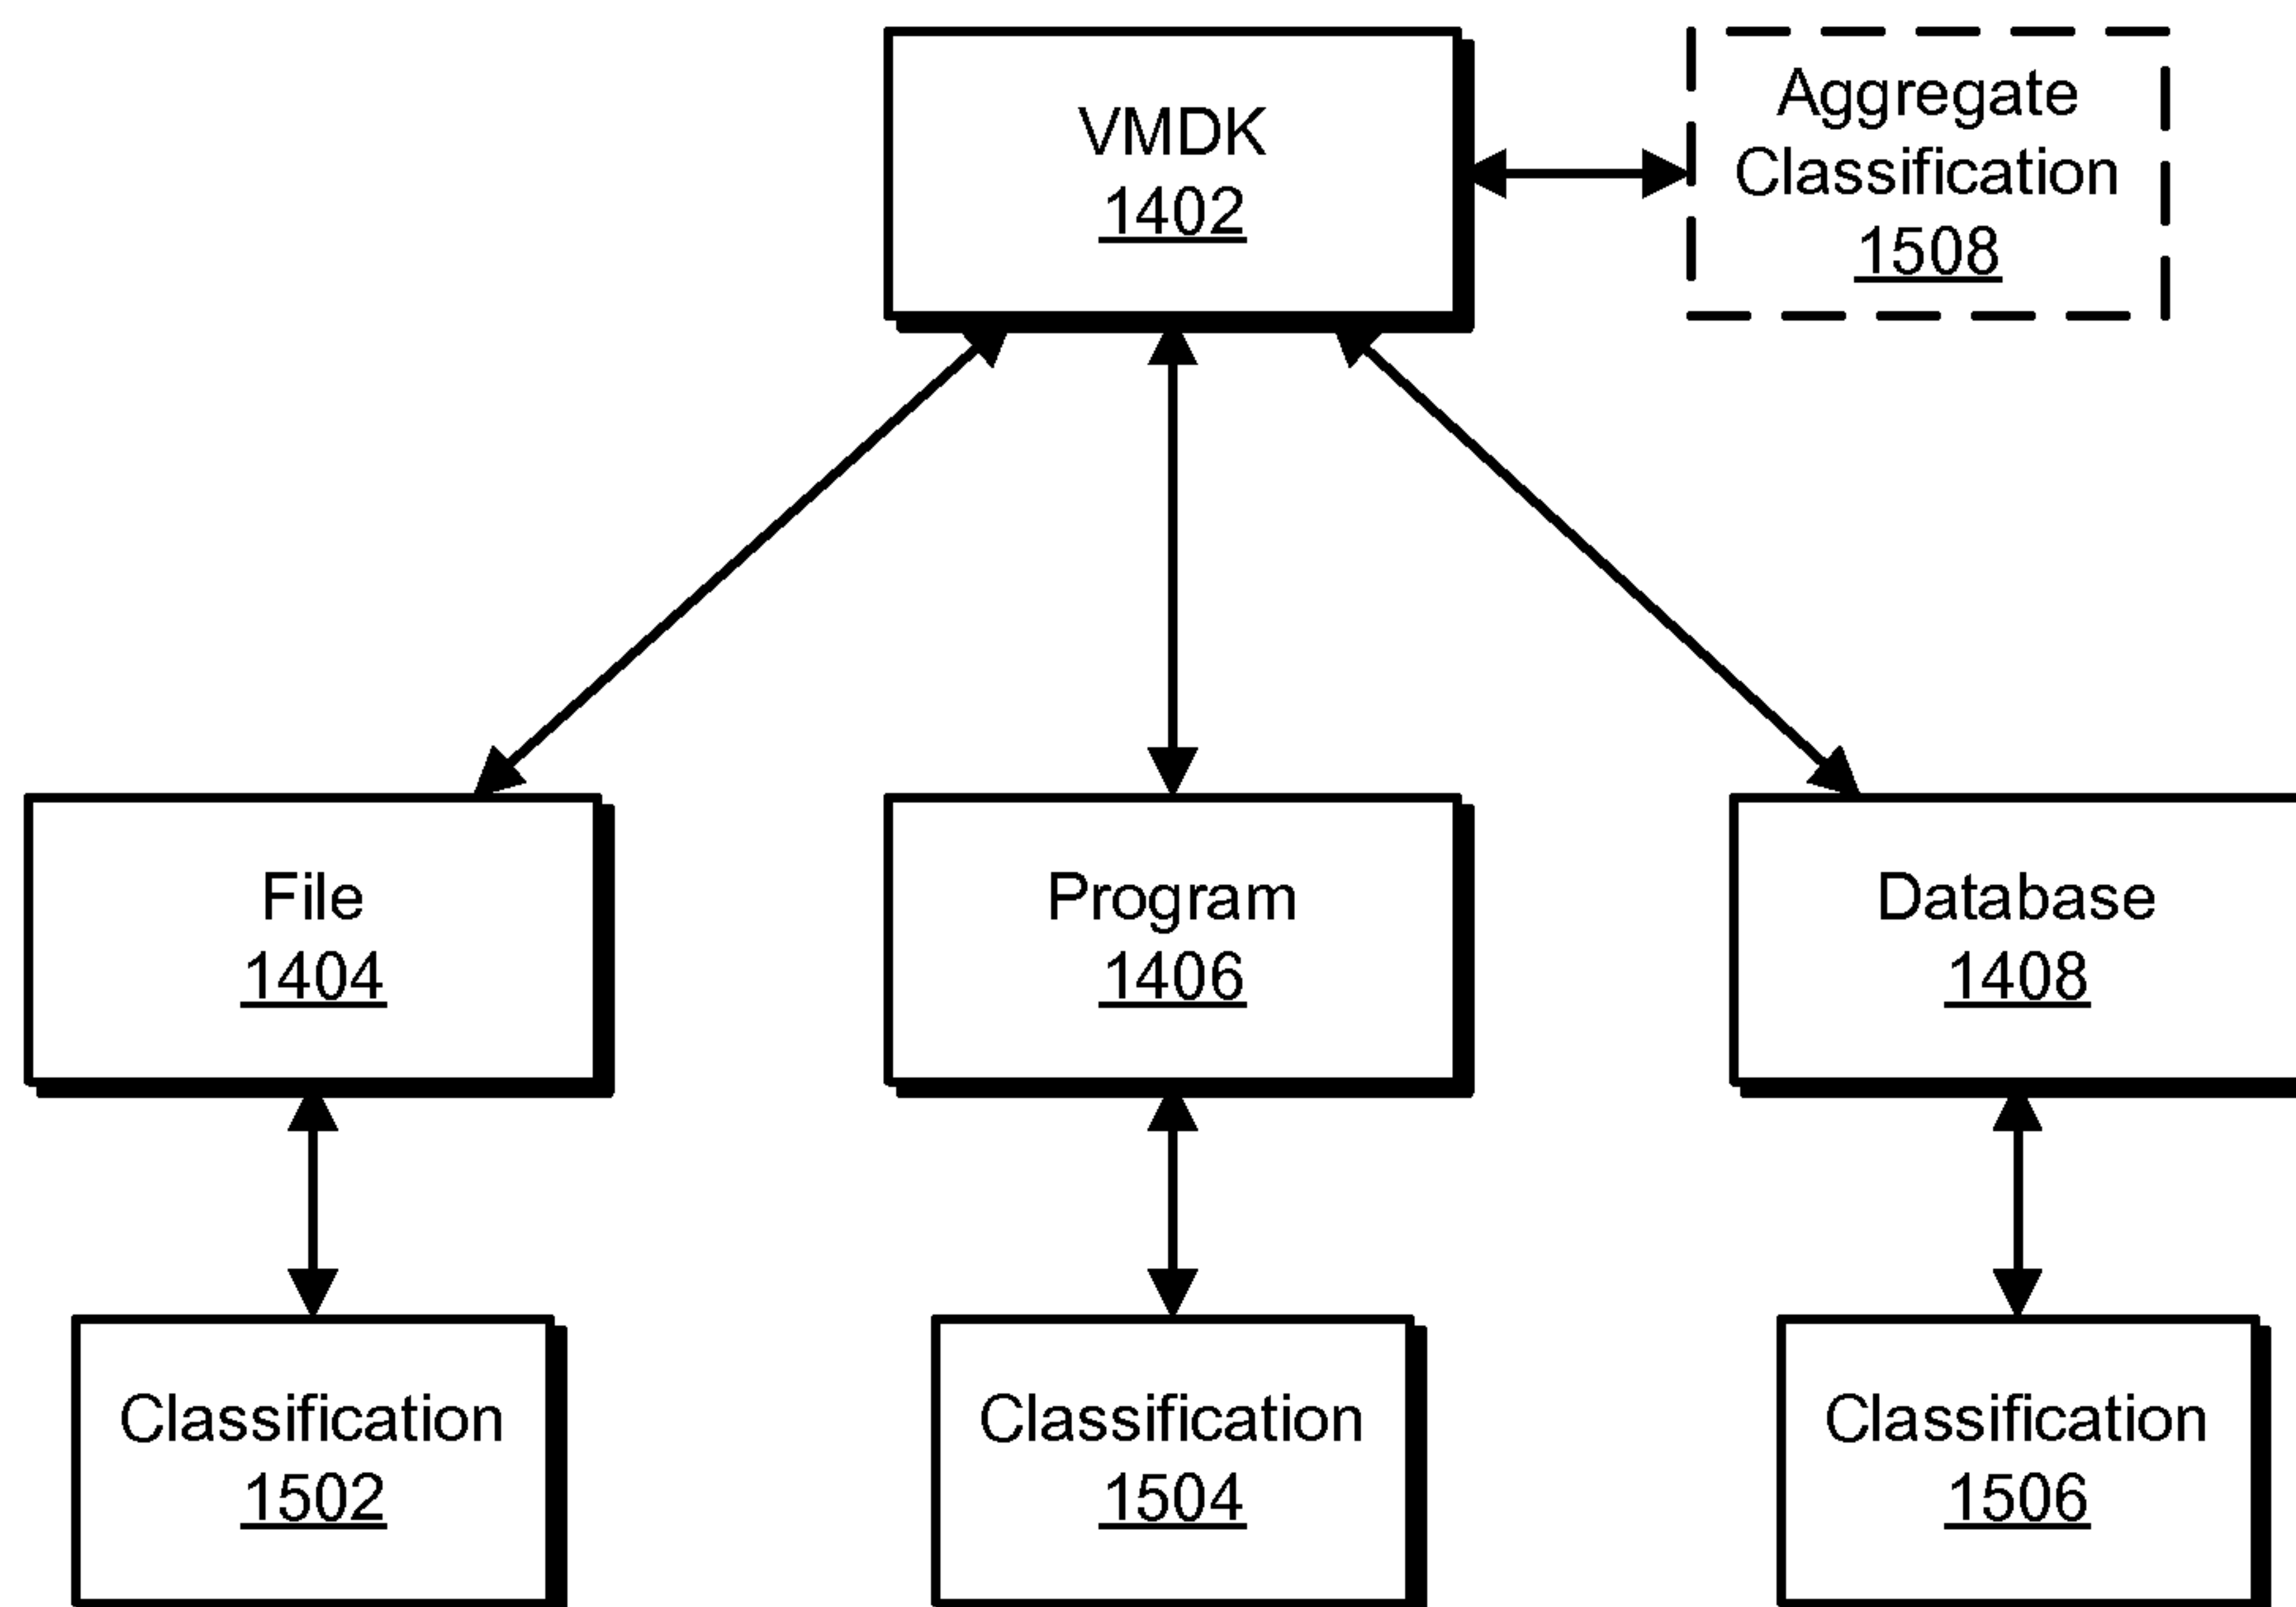 VMDK
1402
Aggregate
Classification
1508
File
1404
Program
1406
Database
1408
Classification
1502
Classification
1504
Classification
1506